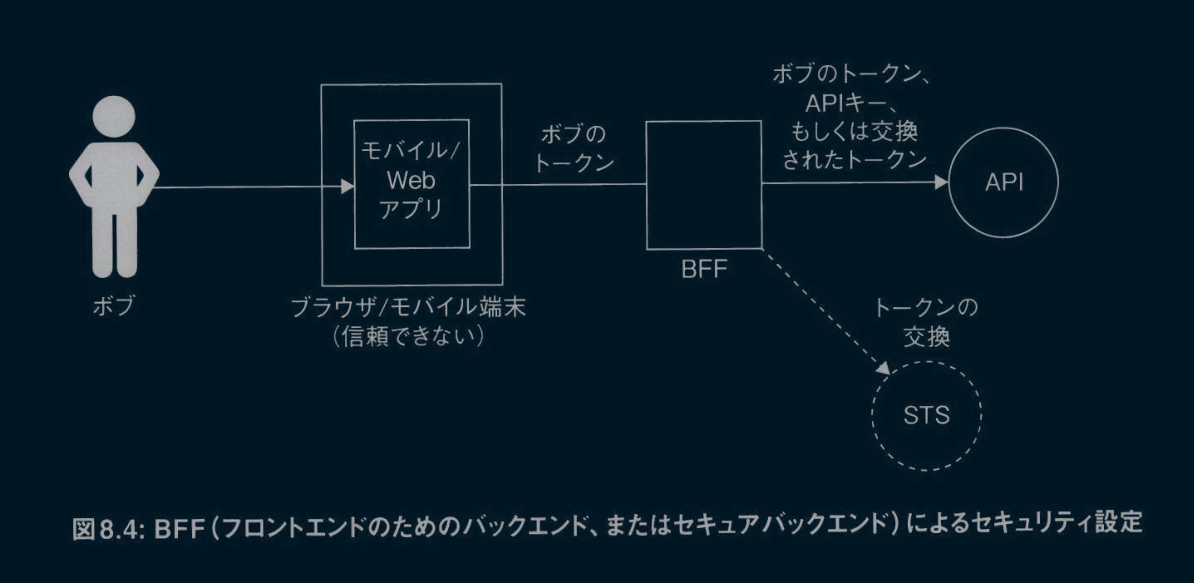 ボブのトークン、
APIキー、
もしくは交換
されたトークン
ボブの
トークン
モバイル/
Web
アプリ
API
BFF
ボブ
ブラウザ/モバイル端末
(信頼できない)
トークンの
交換
STS
図8.4: BFF(フロントエンドのためのバックエンド、またはセキュアバックエンド)によるセキュリティ設定